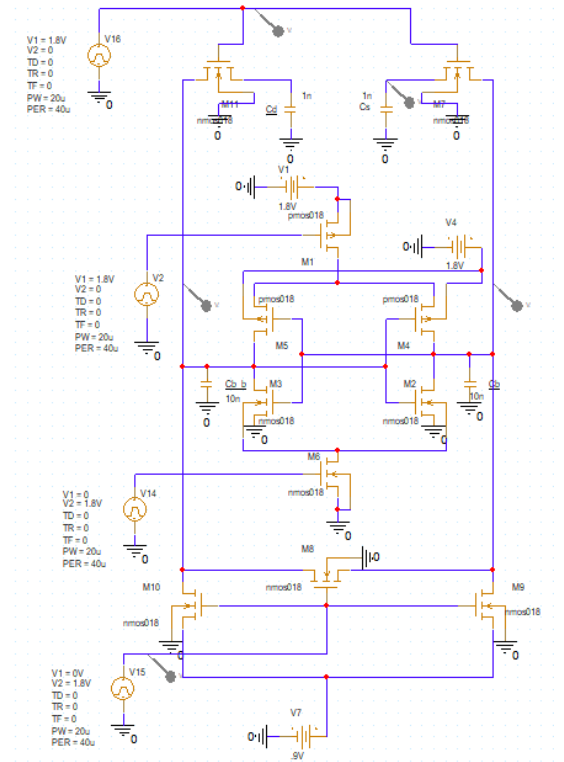 V1 = 1.8V
V2 = 0
TD = 0
TR = 0
TF = 0
PW = 20u
PER = 40u
V16
0
M11
nmos018
0
1n
Cd
0
1n
Cs
0
M7
nmos018
0
V1
0
1.8V
pmos018
M1
V4
0
1.8V
V1 = 1.8V
V2 = 0
TD = 0
TR = 0
TF = 0
PW = 20u
PER = 40u
V2
0
pmos018
M5
pmos018
M4
Cb_b
10n
0
M3
nmos018
0
M2
nmos018
0
Cb
10n
0
M6
nmos018
0
V1 = 0
V2 = 1.8V
TD = 0
TR = 0
TF = 0
PW = 20u
PER = 40u
V14
0
M8
nmos018
0
M10
nmos018
0
M9
nmos018
0
V1 = 0V
V2 = 1.8V
TD = 0
TR = 0
TF = 0
PW = 20u
PER = 40u
V15
0
V7
0
.9V